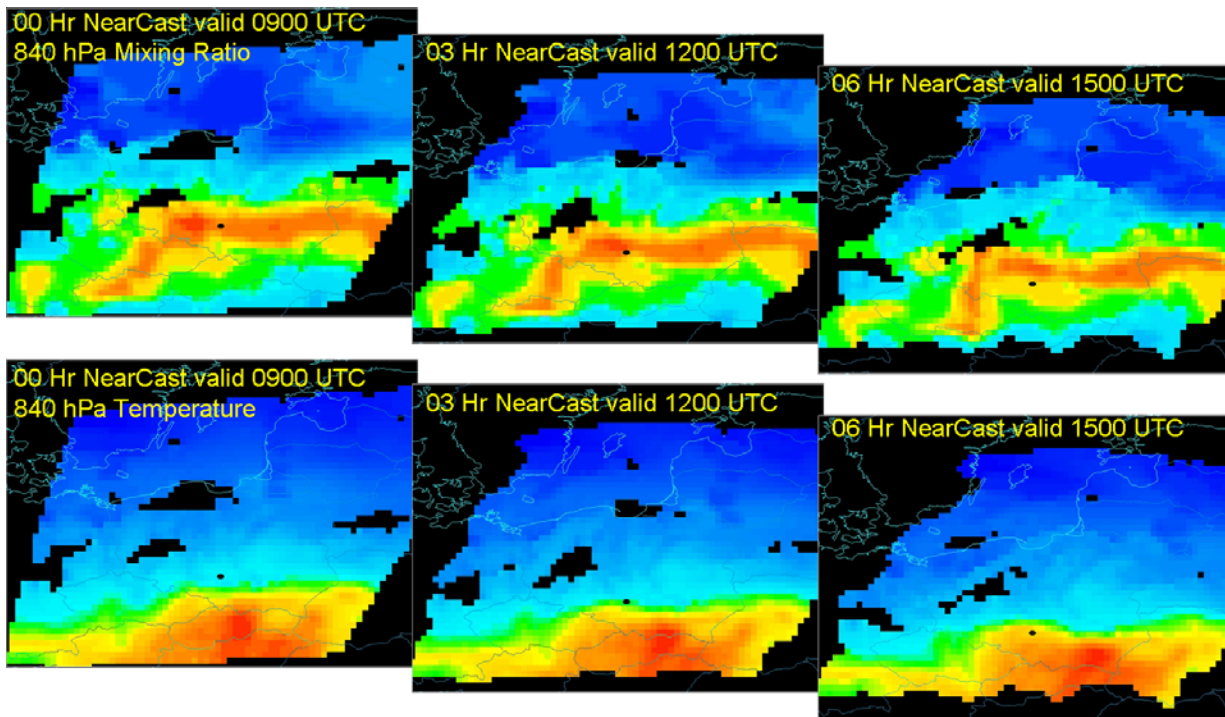 00 Hr NearCast valid 0900 UTC
840 hPa Mixing Ratio
03 Hr NearCast valid 1200 UTC
06 Hr NearCast valid 1500 UTC
00 Hr NearCast valid 0900 UTC
840 hPa Temperature
03 Hr NearCast valid 1200 UTC
06 Hr NearCast valid 1500 UTC